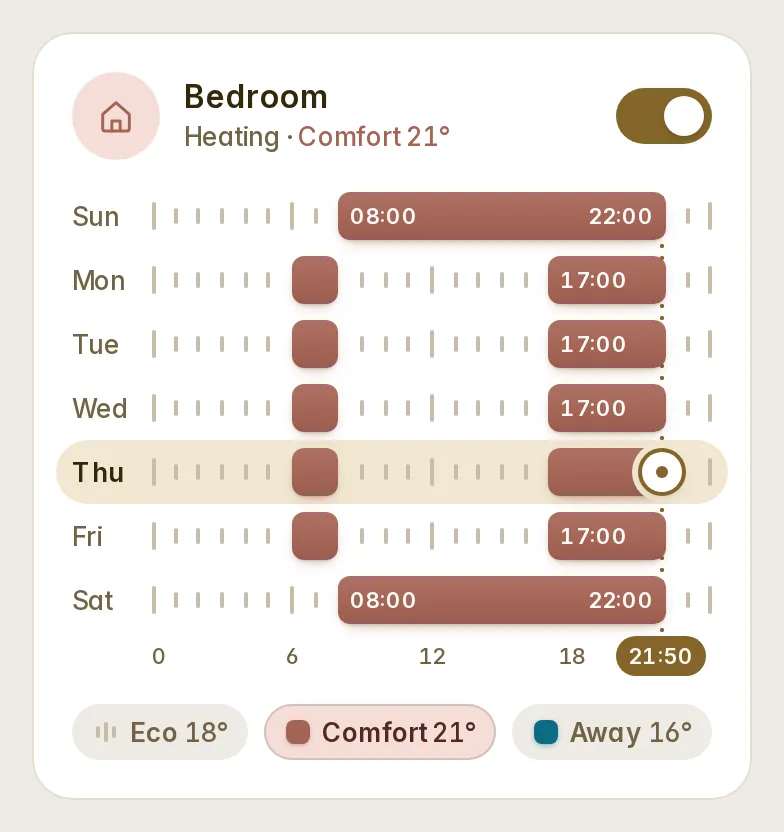 Bedroom
Heating · Comfort 21°
Sun 08:00 22:00
Mon 17:00
Tue 17:00
Wed 17:00
Thu
Fri 17:00
Sat 08:00 22:00
0 6 12 18 21:50
Eco 18° Comfort 21° Away 16°